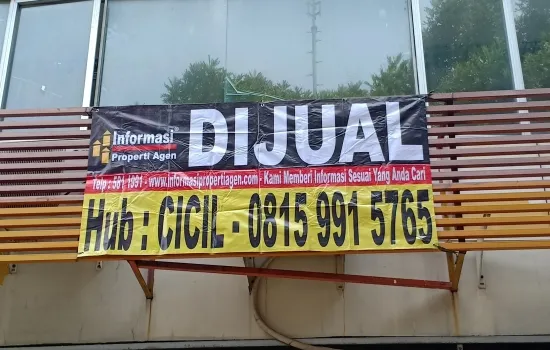 Informasi
Properti Agen
DIJUAL
Telp : 581 1991 - www.informasipropertiagen.com - Kami Memberi Informasi Sesuai Yang Anda Cari
Hub : CICIL - 0815 991 5765